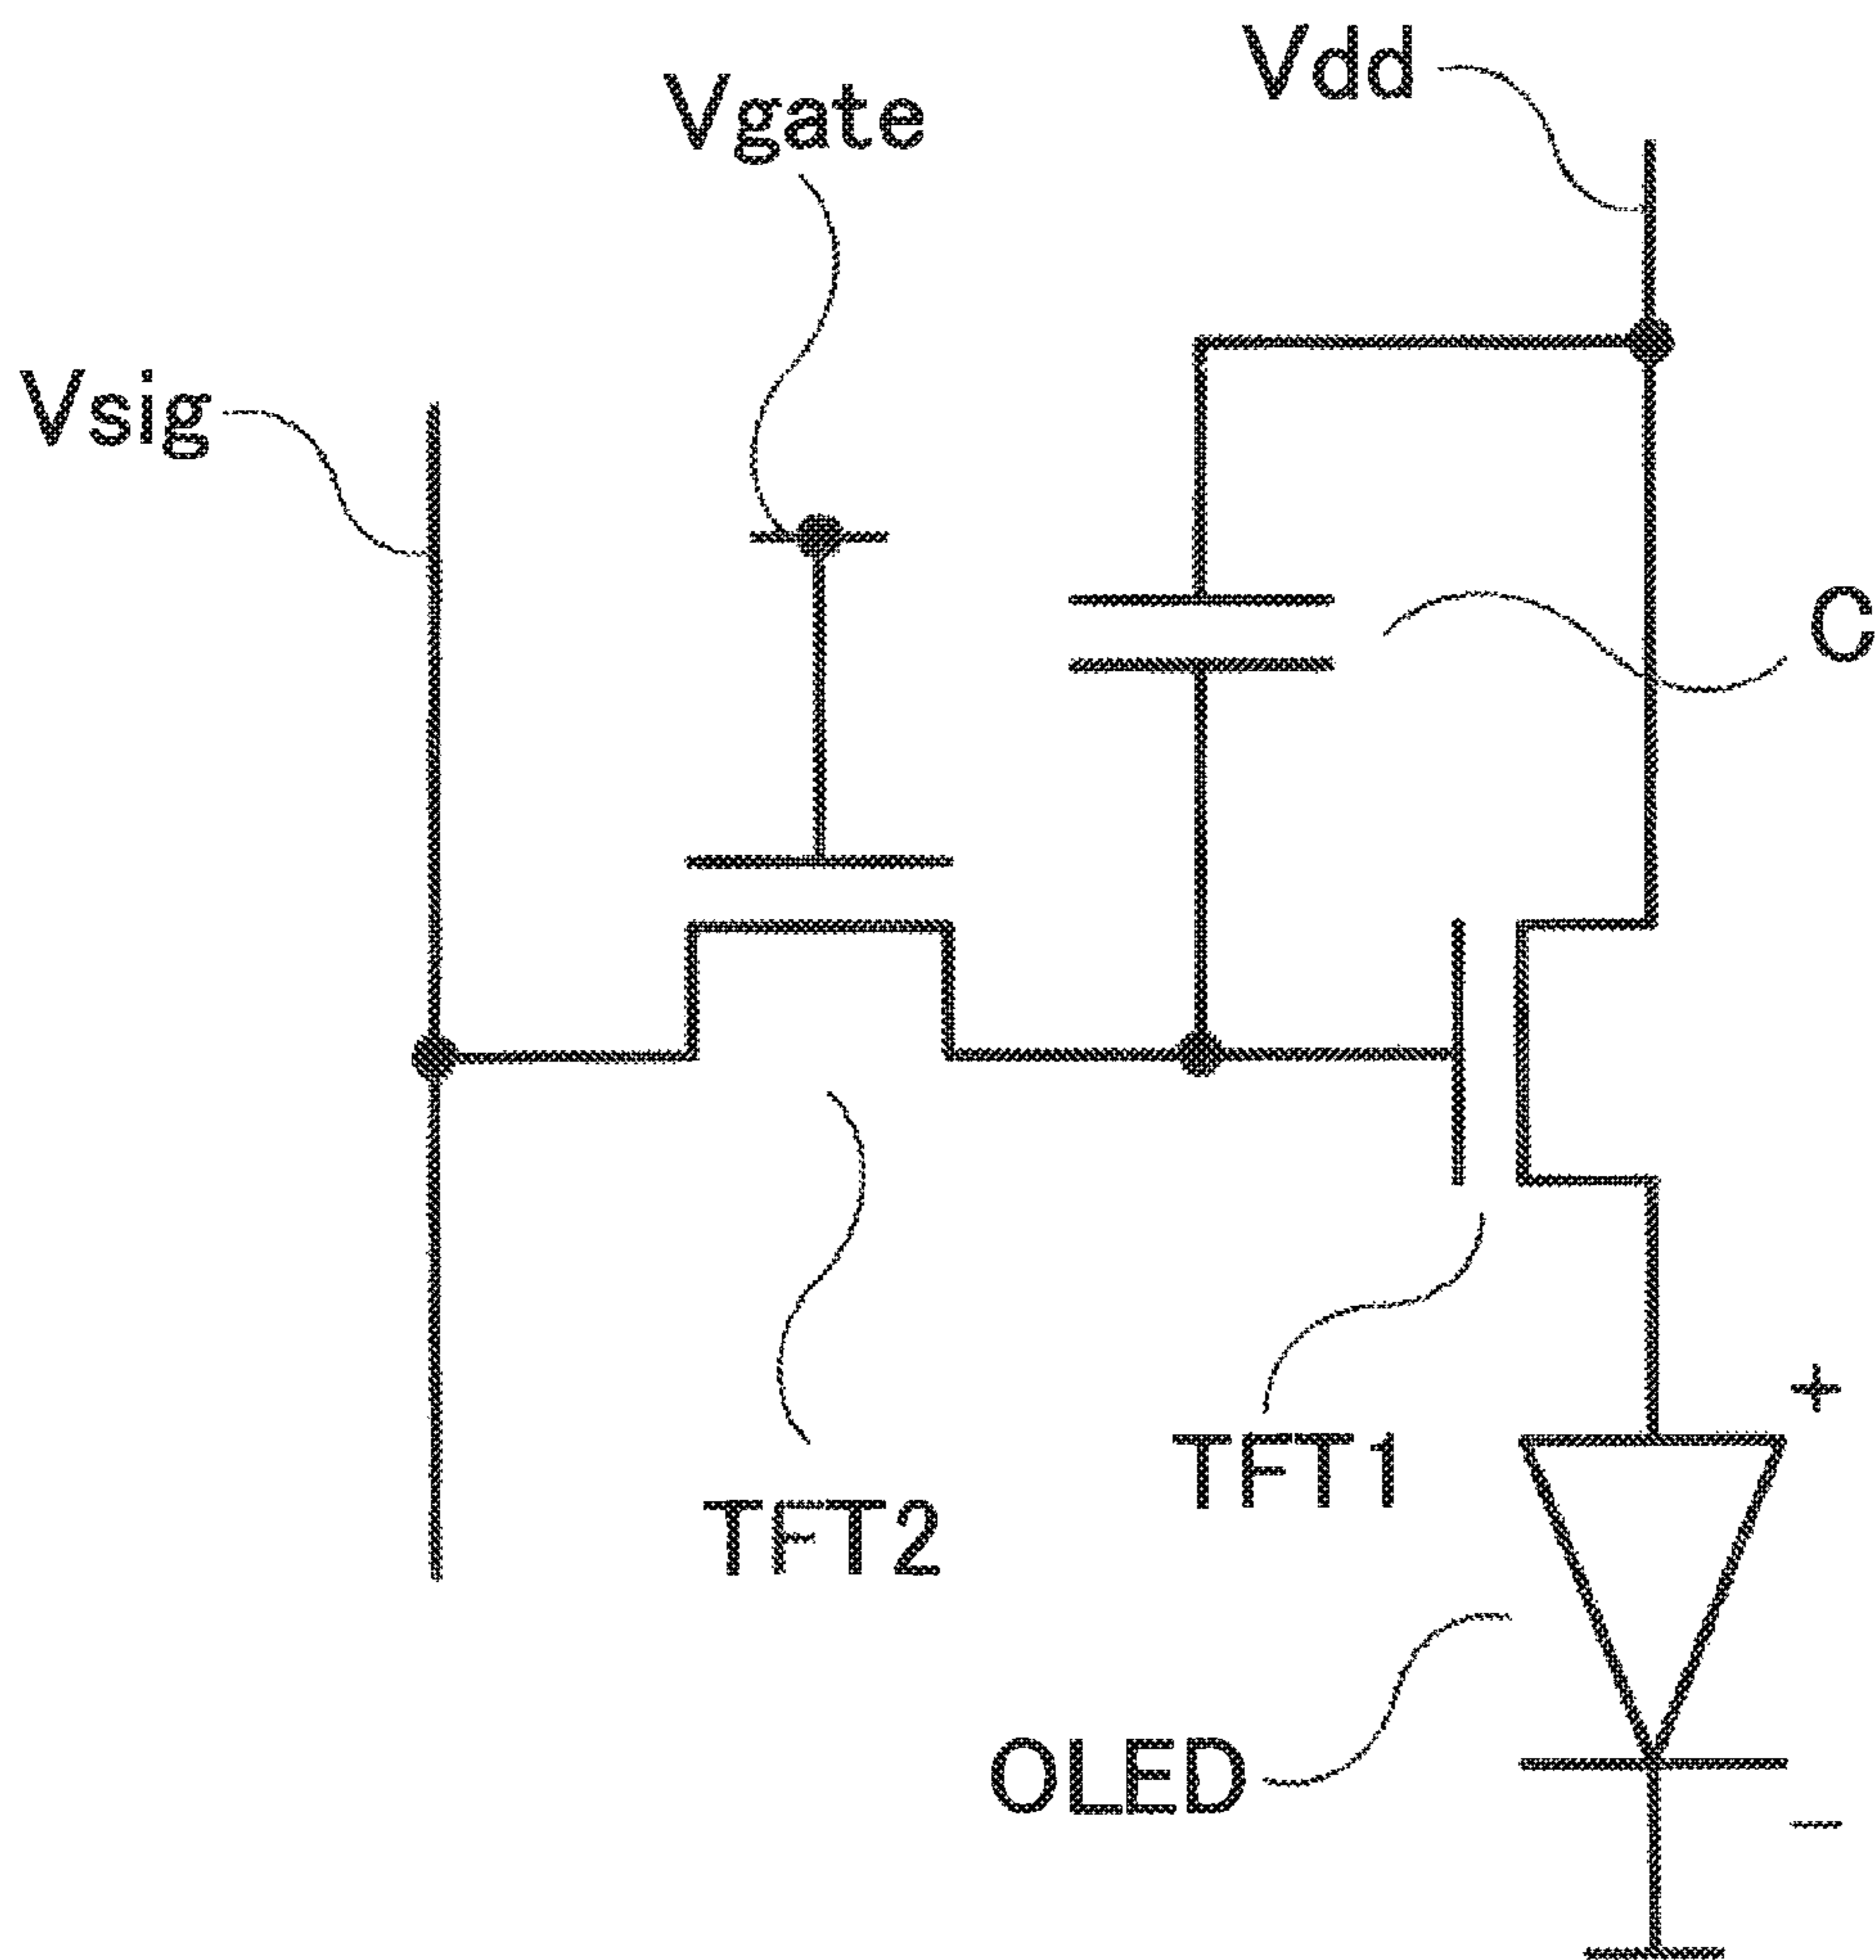 Vdd
Vgate
Vsig
C
+
TFT1
TFT2
OLED
−